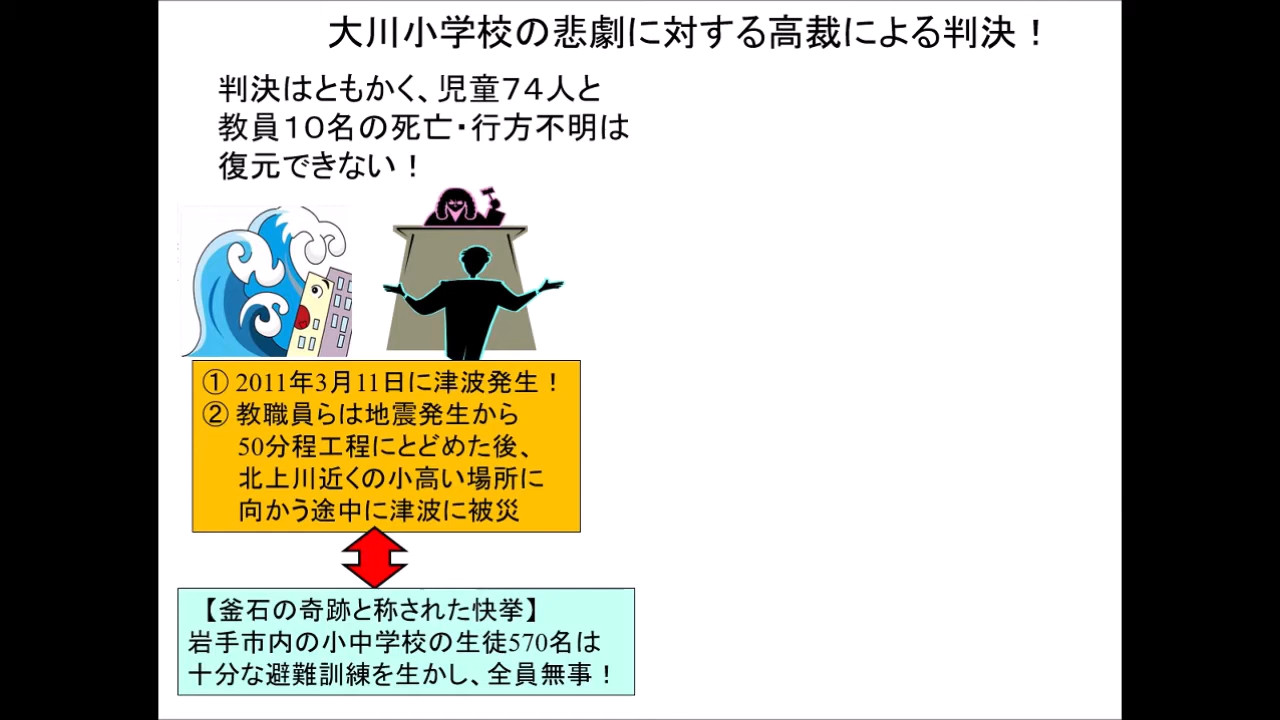 大川小学校の悲劇に対する高裁による判決！
判決はともかく、児童７４人と
教員１０名の死亡・行方不明は
復元できない！
① 2011年3月11日に津波発生！
② 教職員らは地震発生から
50分程工程にとどめた後、
北上川近くの小高い場所に
向かう途中に津波に被災
【釜石の奇跡と称された快挙】
岩手市内の小中学校の生徒570名は
十分な避難訓練を生かし、全員無事！